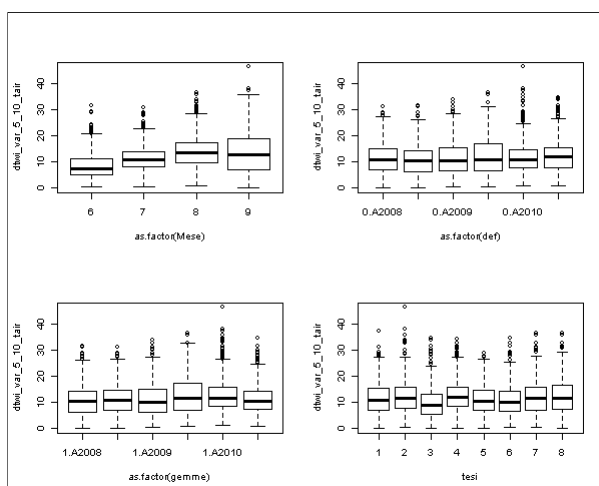 dtwi_var_5_10_tair
0 10 20 30 40
6 7 8 9
as.factor(Mese)
dtwi_var_5_10_tair
0 10 20 30 40
0.A2008 0.A2009 0.A2010
as.factor(def)
dtwi_var_5_10_tair
0 10 20 30 40
1.A2008 1.A2009 1.A2010
as.factor(gemme)
dtwi_var_5_10_tair
0 10 20 30 40
1 2 3 4 5 6 7 8
tesi